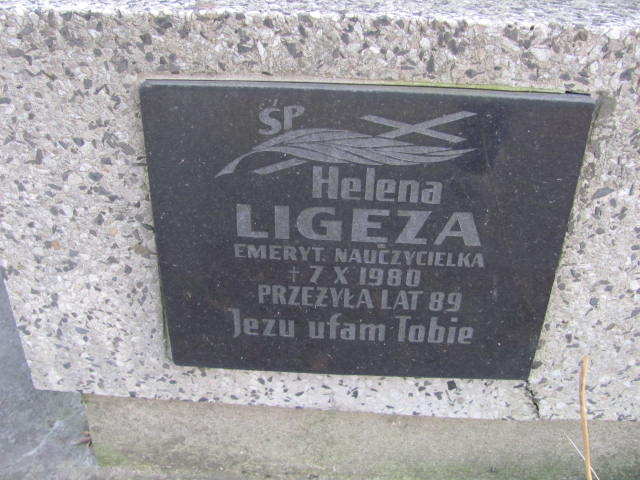 ŚP
Helena
LIGĘZA
EMERYT. NAUCZYCIELKA
† 7 X 1980
PRZEŻYŁA LAT 89
Jezu ufam Tobie